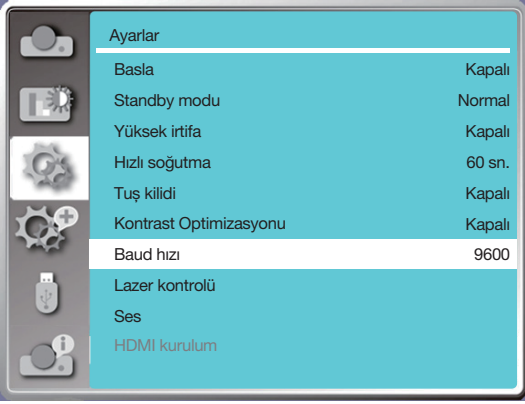 Ayarlar
Basla Kapalı
Standby modu Normal
Yüksek irtifa Kapalı
Hızlı soğutma 60 sn.
Tuş kilidi Kapalı
Kontrast Optimizasyonu Kapalı
Baud hızı 9600
Lazer kontrolü
Ses
HDMI kurulum